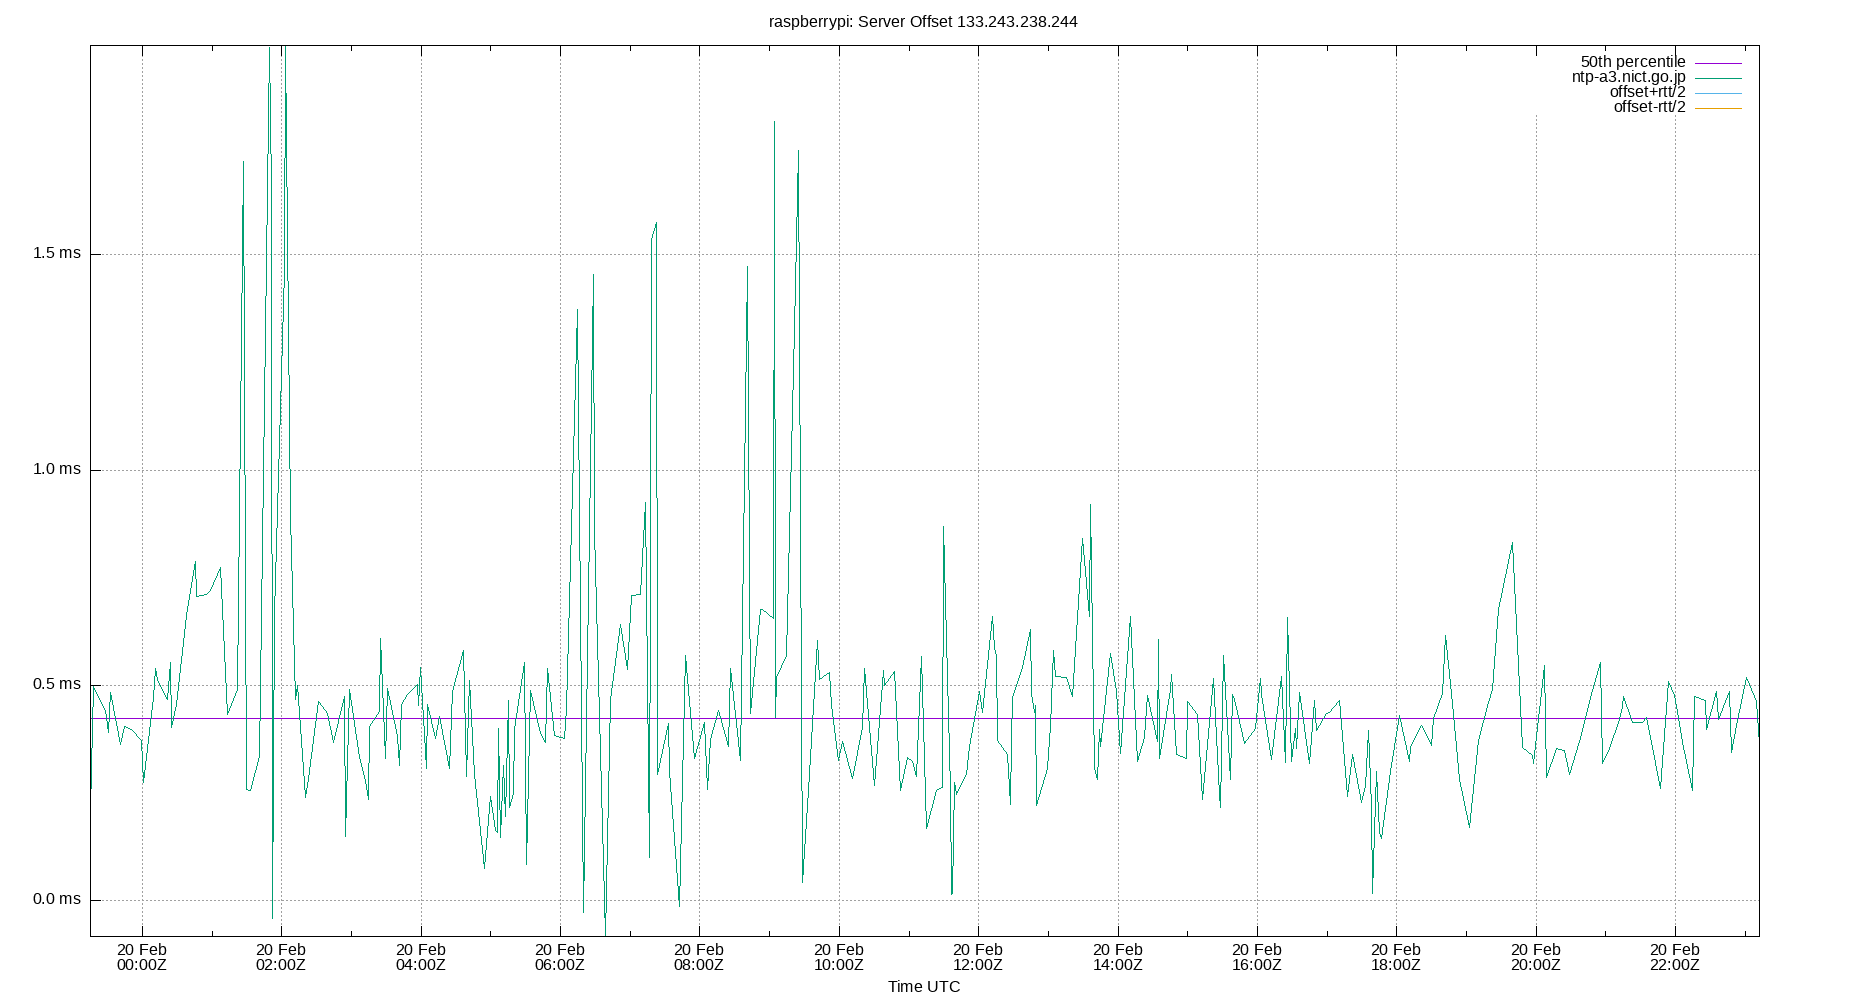 raspberrypi: Server Offset 133.243.238.244
50th percentile
ntp-a3.nict.go.jp
offset+rtt/2
offset-rtt/2
1.5 ms
1.0 ms
0.5 ms
0.0 ms
20 Feb 20 Feb 20 Feb 20 Feb 20 Feb 20 Feb 20 Feb 20 Feb 20 Feb 20 Feb 20 Feb 20 Feb
00:00Z 02:00Z 04:00Z 06:00Z 08:00Z 10:00Z 12:00Z 14:00Z 16:00Z 18:00Z 20:00Z 22:00Z
Time UTC